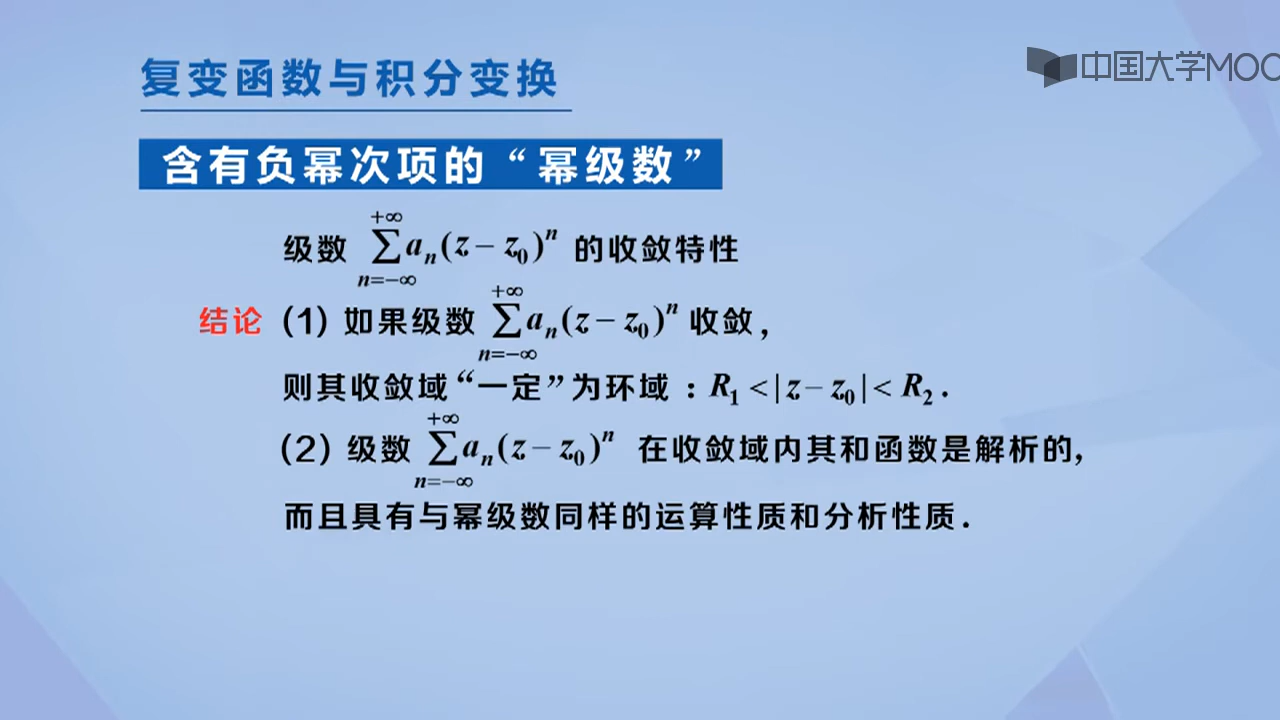 复变函数与积分变换
中国大学MOO
含有负幂次项的“幂级数”
级数 $\sum_{n=-\infty}^{+\infty} a_n(z-z_0)^n$ 的收敛特性
结论 (1) 如果级数 $\sum_{n=-\infty}^{+\infty} a_n(z-z_0)^n$ 收敛,
则其收敛域“一定”为环域 : $R_1<|z-z_0|<R_2$ .
(2) 级数 $\sum_{n=-\infty}^{+\infty} a_n(z-z_0)^n$ 在收敛域内其和函数是解析的,
而且具有与幂级数同样的运算性质和分析性质.